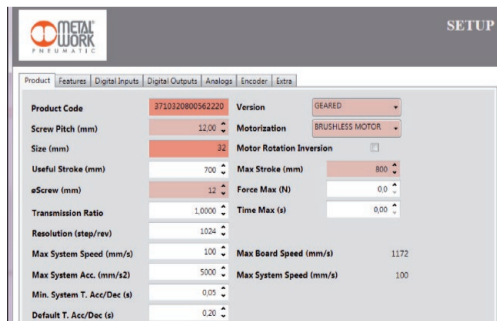 METAL
WORK
PNEUMATIC
SETUP
Product Features Digital Inputs Digital Outputs Analogs Encoder Extra
Product Code 3710320800562220 Version GEARED
Screw Pitch (mm) 12,00 Motorization BRUSHLESS MOTOR
Size (mm) 32 Motor Rotation Inversion
Useful Stroke (mm) 700 Max Stroke (mm) 800
øScrew (mm) 12 Force Max (N) 0,0
Transmission Ratio 1,0000 Time Max (s) 0,00
Resolution (step/rev) 1024
Max System Speed (mm/s) 100 Max Board Speed (mm/s) 1172
Max System Acc. (mm/s2) 5000 Max System Speed (mm/s) 100
Min. System T. Acc/Dec (s) 0,05
Default T. Acc/Dec (s) 0,20